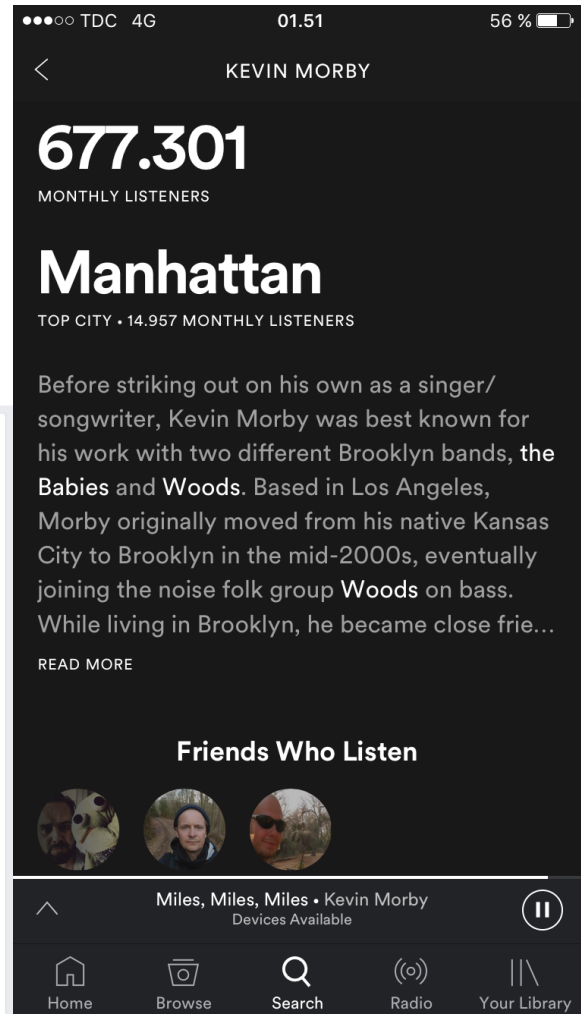 TDC 4G 01.51 56 %
KEVIN MORBY
677.301
MONTHLY LISTENERS
Manhattan
TOP CITY • 14.957 MONTHLY LISTENERS
Before striking out on his own as a singer/
songwriter, Kevin Morby was best known for
his work with two different Brooklyn bands, the
Babies and Woods. Based in Los Angeles,
Morby originally moved from his native Kansas
City to Brooklyn in the mid-2000s, eventually
joining the noise folk group Woods on bass.
While living in Brooklyn, he became close frie…
READ MORE
Friends Who Listen
Miles, Miles, Miles • Kevin Morby
Devices Available
Home Browse Search Radio Your Library